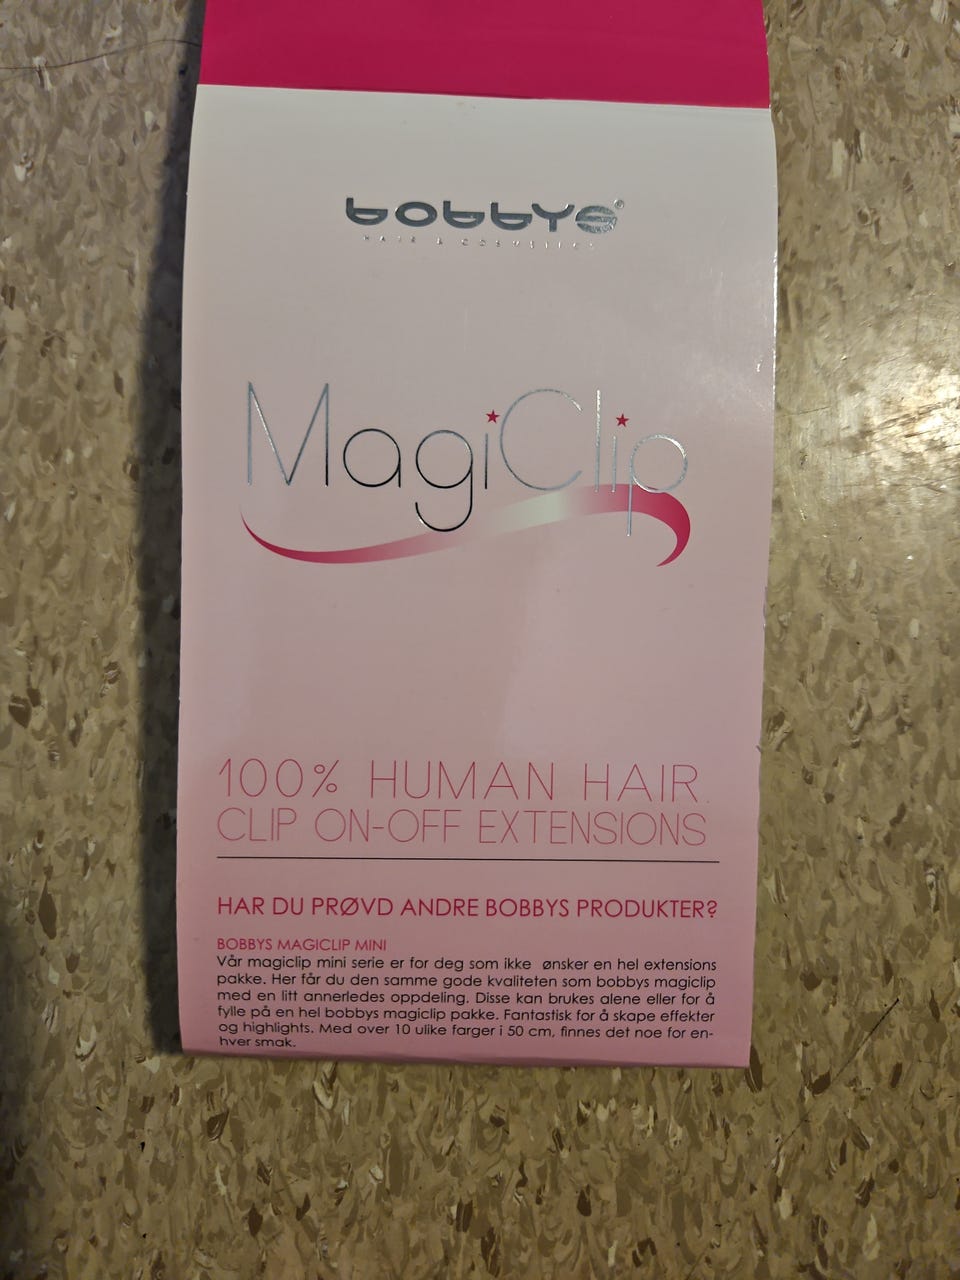 bobbys®
HAIR & COSMETICS
MagiClip
100% HUMAN HAIR
CLIP ON-OFF EXTENSIONS
HAR DU PRØVD ANDRE BOBBYS PRODUKTER?
BOBBYS MAGICLIP MINI
Vår magiclip mini serie er for deg som ikke ønsker en hel extensions
pakke. Her får du den samme gode kvaliteten som bobbys magiclip
med en litt annerledes oppdeling. Disse kan brukes alene eller for å
fylle på en hel bobbys magiclip pakke. Fantastisk for å skape effekter
og highlights. Med over 10 ulike farger i 50 cm, finnes det noe for en-
hver smak.